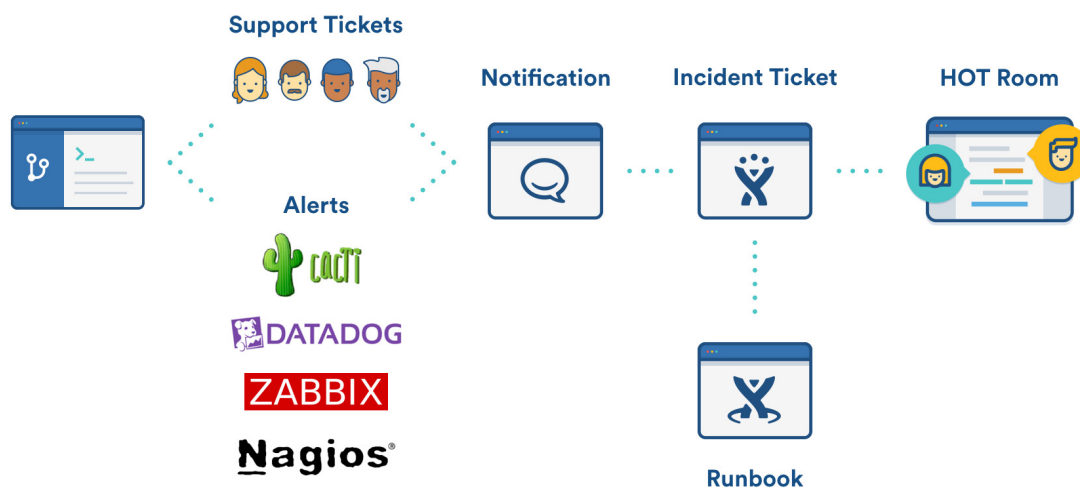 Support Tickets
Notification
Incident Ticket
HOT Room
>_
Alerts
cacti
DATADOG
ZABBIX
Nagios®
Runbook